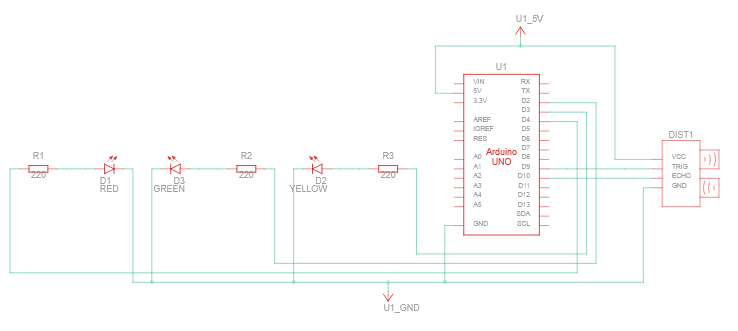 U1_5V
U1
VIN
5V
3.3V
AREF
IOREF
RES
A0
A1
A2
A3
A4
A5
GND
Arduino
UNO
RX
TX
D2
D3
D4
D5
D6
D7
D8
D9
D10
D11
D12
D13
SDA
SCL
DIST1
VCC
TRIG
ECHO
GND
R1
220
D1
RED
D3
GREEN
R2
220
D2
YELLOW
R3
220
U1_GND